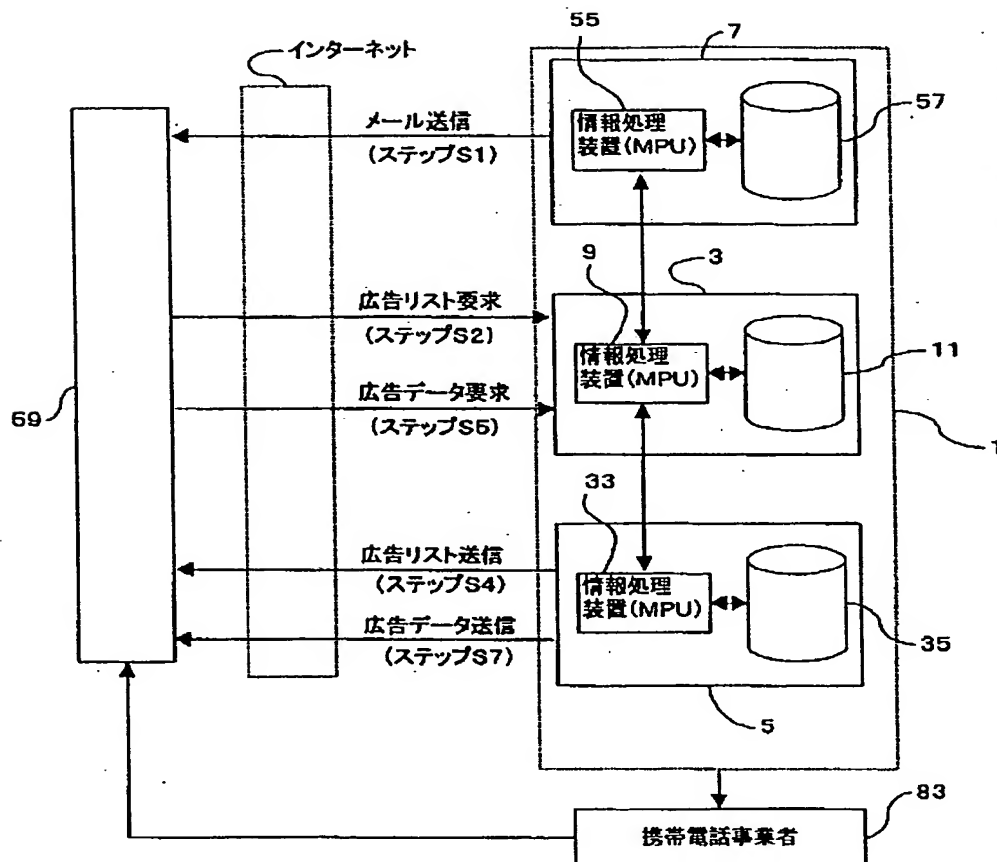 インターネット
55
7
57
情報処理
装置(MPU)
メール送信
(ステップS1)
9
3
11
情報処理
装置(MPU)
広告リスト要求
(ステップS2)
広告データ要求
(ステップS5)
59
1
33
情報処理
装置(MPU)
35
広告リスト送信
(ステップS4)
広告データ送信
(ステップS7)
5
83
携帯電話事業者